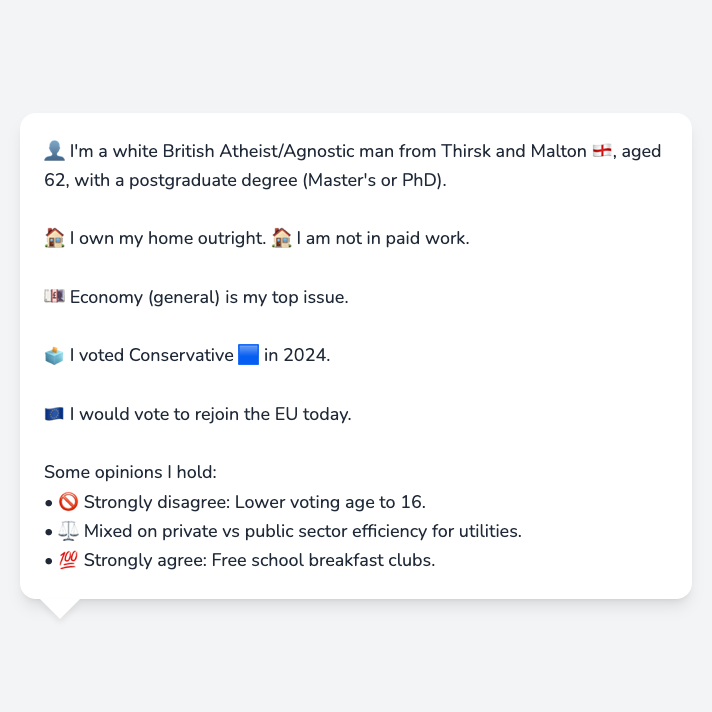 👤 I'm a white British Atheist/Agnostic man from Thirsk and Malton 🏴󠁧󠁢󠁥󠁮󠁧󠁿, aged
62, with a postgraduate degree (Master's or PhD).
🏠 I own my home outright. 🏠 I am not in paid work.
💷 Economy (general) is my top issue.
🗳️ I voted Conservative 🟦 in 2024.
🇪🇺 I would vote to rejoin the EU today.
Some opinions I hold:
• 🚫 Strongly disagree: Lower voting age to 16.
• ⚖️ Mixed on private vs public sector efficiency for utilities.
• 💯 Strongly agree: Free school breakfast clubs.